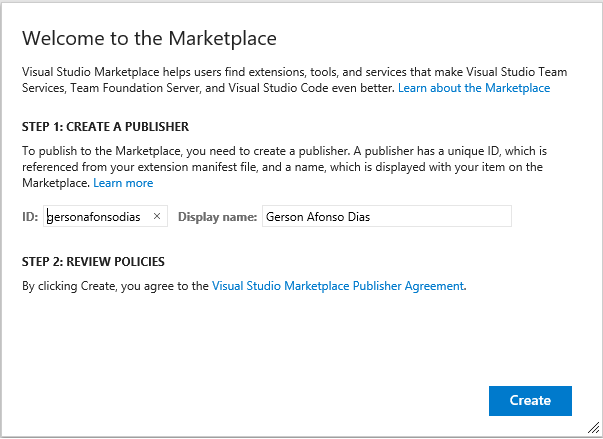 Welcome to the Marketplace
Visual Studio Marketplace helps users find extensions, tools, and services that make Visual Studio Team
Services, Team Foundation Server, and Visual Studio Code even better. Learn about the Marketplace
STEP 1: CREATE A PUBLISHER
To publish to the Marketplace, you need to create a publisher. A publisher has a unique ID, which is
referenced from your extension manifest file, and a name, which is displayed with your item on the
Marketplace. Learn more
ID: gersonafonsodias Display name: Gerson Afonso Dias
STEP 2: REVIEW POLICIES
By clicking Create, you agree to the Visual Studio Marketplace Publisher Agreement.
Create